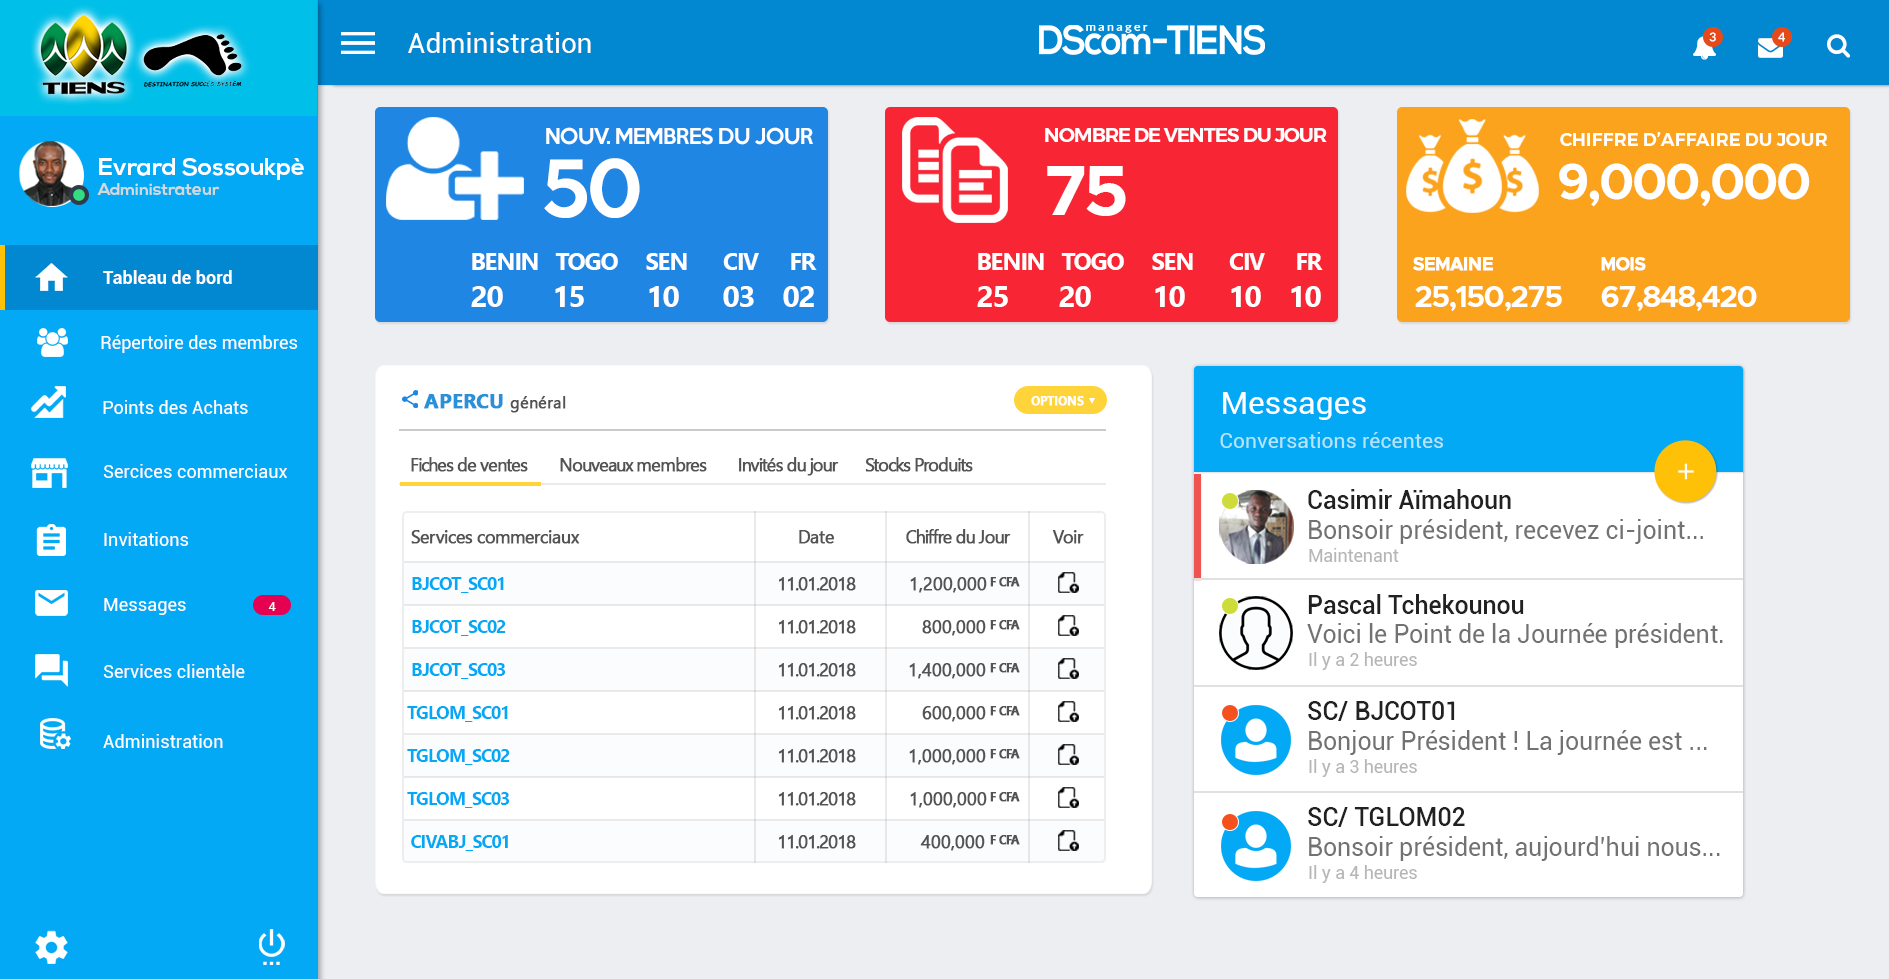 TIENS
DESTINATION SUCCÈS SYSTÈM
Evrard Sossoukpè
Administrateur
Tableau de bord
Répertoire des membres
Points des Achats
Sercices commerciaux
Invitations
Messages 4
Services clientèle
Administration
Administration
manager
DScom-TIENS
3
4
NOUV. MEMBRES DU JOUR
50
BENIN TOGO SEN CIV FR
20 15 10 03 02
NOMBRE DE VENTES DU JOUR
75
BENIN TOGO SEN CIV FR
25 20 10 10 10
$ $ $
CHIFFRE D'AFFAIRE DU JOUR
9,000,000
SEMAINE MOIS
25,150,275 67,848,420
APERCU général
OPTIONS ▾
Fiches de ventes Nouveaux membres Invités du jour Stocks Produits
Services commerciaux Date Chiffre du Jour Voir
BJCOT_SC01 11.01.2018 1,200,000 F CFA
BJCOT_SC02 11.01.2018 800,000 F CFA
BJCOT_SC03 11.01.2018 1,400,000 F CFA
TGLOM_SC01 11.01.2018 600,000 F CFA
TGLOM_SC02 11.01.2018 1,000,000 F CFA
TGLOM_SC03 11.01.2018 1,000,000 F CFA
CIVABJ_SC01 11.01.2018 400,000 F CFA
Messages
Conversations récentes
+
Casimir Aïmahoun
Bonsoir président, recevez ci-joint...
Maintenant
Pascal Tchekounou
Voici le Point de la Journée président.
Il y a 2 heures
SC/ BJCOT01
Bonjour Président ! La journée est ...
Il y a 3 heures
SC/ TGLOM02
Bonsoir président, aujourd'hui nous...
Il y a 4 heures